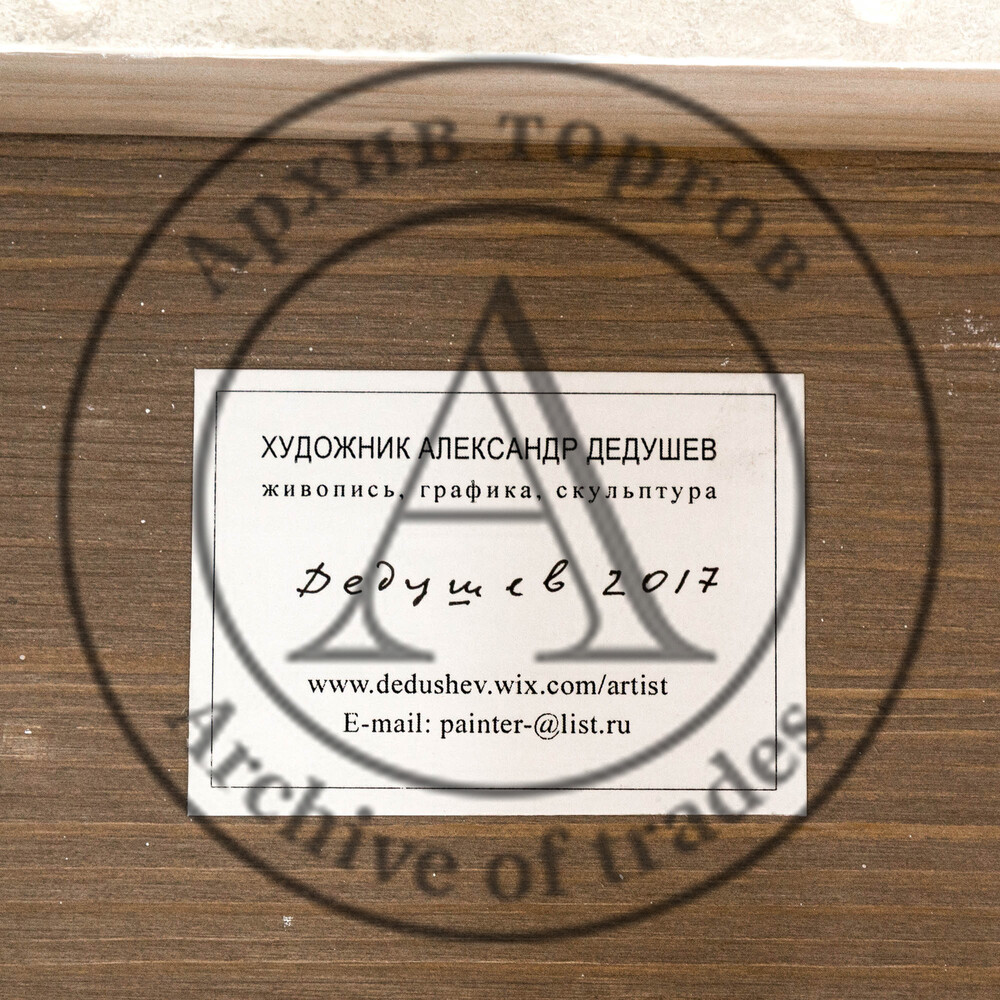 Архив торгов
ХУДОЖНИК АЛЕКСАНДР ДЕДУШЕВ
живопись, графика, скульптура
Дедушев 2017
www.dedushev.wix.com/artist
E-mail: painter-@list.ru
Archive of trades